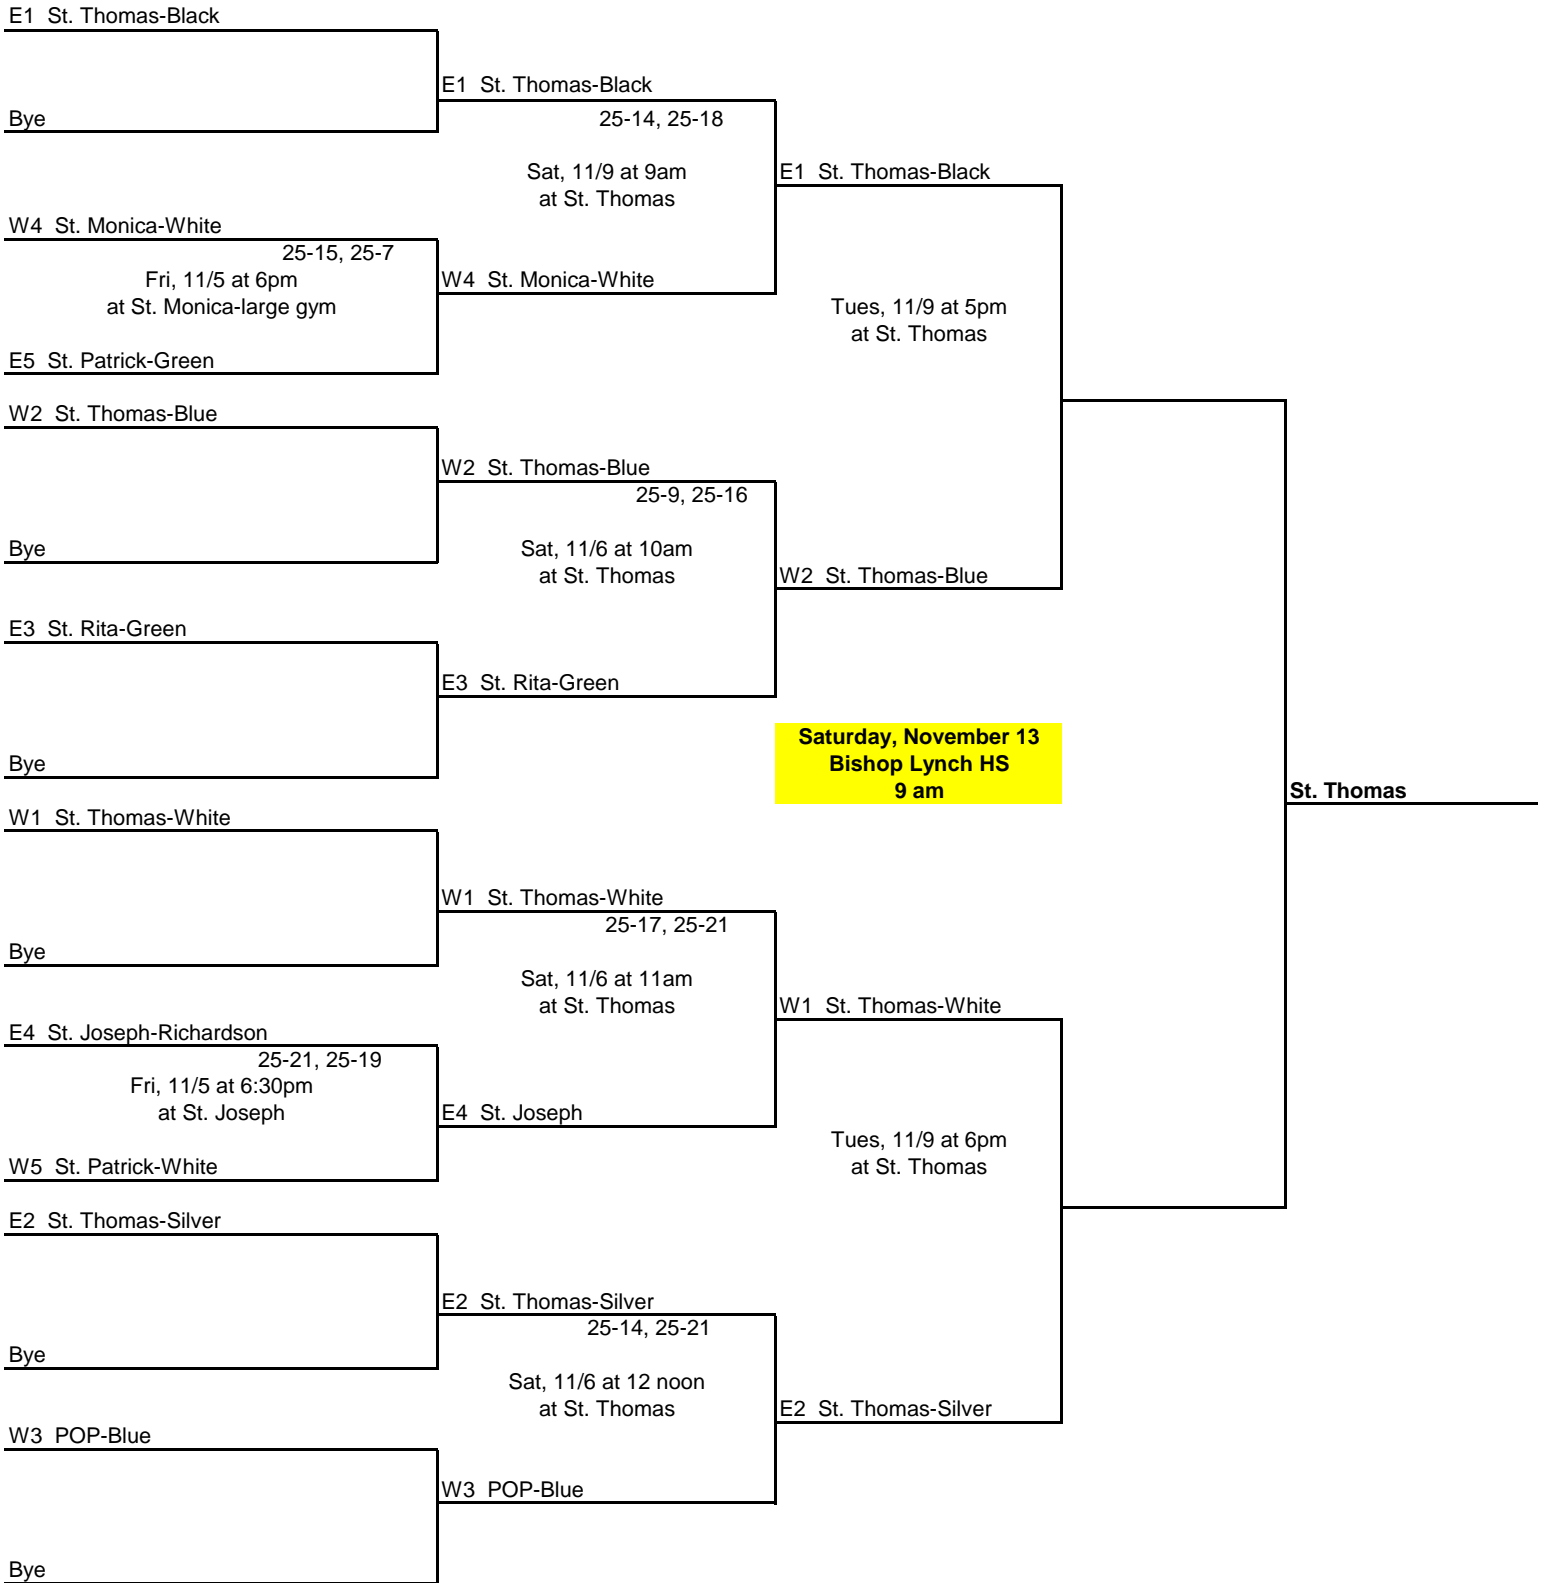 E1  St. Thomas-Black
E1  St. Thomas-Black
Bye
25-14, 25-18
Sat, 11/9 at 9am
at St. Thomas
E1  St. Thomas-Black
W4  St. Monica-White
25-15, 25-7
Fri, 11/5 at 6pm
at St. Monica-large gym
W4  St. Monica-White
Tues, 11/9 at 5pm
at St. Thomas
E5  St. Patrick-Green
W2  St. Thomas-Blue
W2  St. Thomas-Blue
25-9, 25-16
Bye
Sat, 11/6 at 10am
at St. Thomas
W2  St. Thomas-Blue
E3  St. Rita-Green
E3  St. Rita-Green
Bye
Saturday, November 13
Bishop Lynch HS
9 am
St. Thomas
W1  St. Thomas-White
W1  St. Thomas-White
25-17, 25-21
Bye
Sat, 11/6 at 11am
at St. Thomas
W1  St. Thomas-White
E4  St. Joseph-Richardson
25-21, 25-19
Fri, 11/5 at 6:30pm
at St. Joseph
E4  St. Joseph
Tues, 11/9 at 6pm
at St. Thomas
W5  St. Patrick-White
E2  St. Thomas-Silver
E2  St. Thomas-Silver
25-14, 25-21
Bye
Sat, 11/6 at 12 noon
at St. Thomas
E2  St. Thomas-Silver
W3  POP-Blue
W3  POP-Blue
Bye